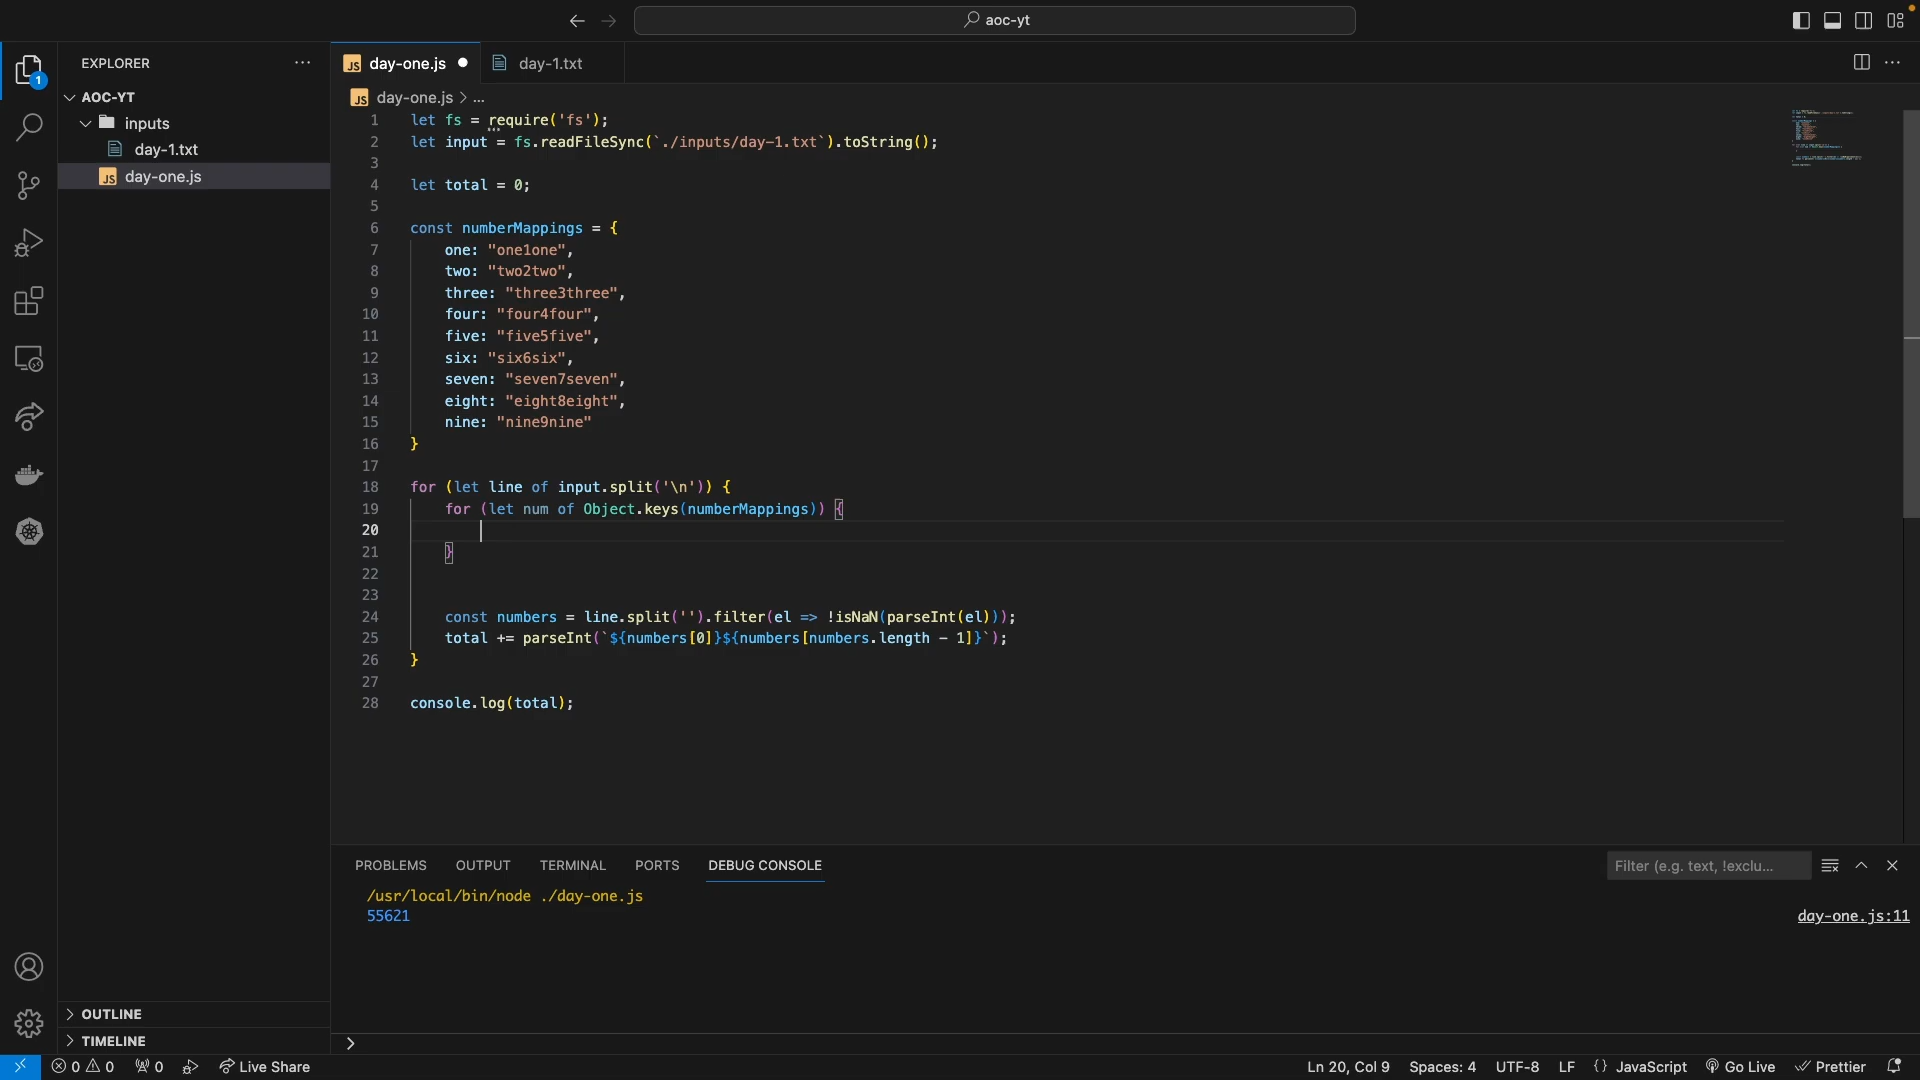 aoc-yt
EXPLORER
1
AOC-YT
inputs
day-1.txt
JS day-one.js
OUTLINE
TIMELINE
JS day-one.js
day-1.txt
JS day-one.js > ...
1 let fs = require('fs');
2 let input = fs.readFileSync(`./inputs/day-1.txt`).toString();
3
4 let total = 0;
5
6 const numberMappings = {
7 one: "one1one",
8 two: "two2two",
9 three: "three3three",
10 four: "four4four",
11 five: "five5five",
12 six: "six6six",
13 seven: "seven7seven",
14 eight: "eight8eight",
15 nine: "nine9nine"
16 }
17
18 for (let line of input.split('\n')) {
19 for (let num of Object.keys(numberMappings)) {
20
21 }
22
23
24 const numbers = line.split('').filter(el => !isNaN(parseInt(el)));
25 total += parseInt(`${numbers[0]}${numbers[numbers.length - 1]}`);
26 }
27
28 console.log(total);
PROBLEMS OUTPUT TERMINAL PORTS DEBUG CONSOLE
Filter (e.g. text, !exclu...
/usr/local/bin/node ./day-one.js
55621
day-one.js:11
0 0 0 Live Share
Ln 20, Col 9 Spaces: 4 UTF-8 LF {} JavaScript Go Live Prettier